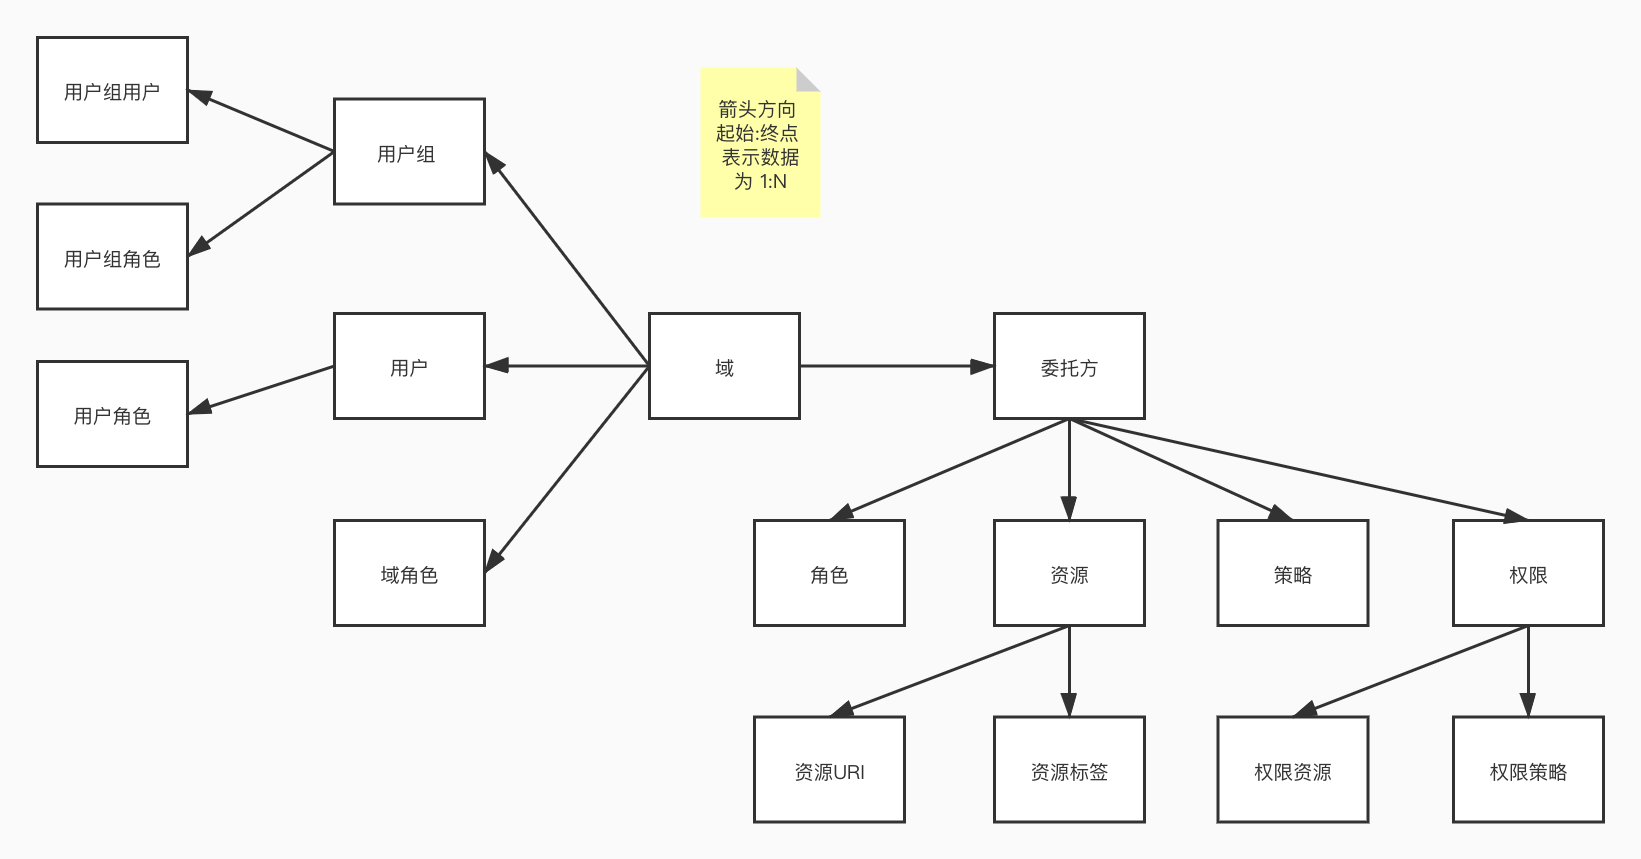 用户组用户
用户组
箭头方向
起始:终点
表示数据
为 1:N
用户组角色
用户
域
委托方
用户角色
域角色
角色
资源
策略
权限
资源URI
资源标签
权限资源
权限策略